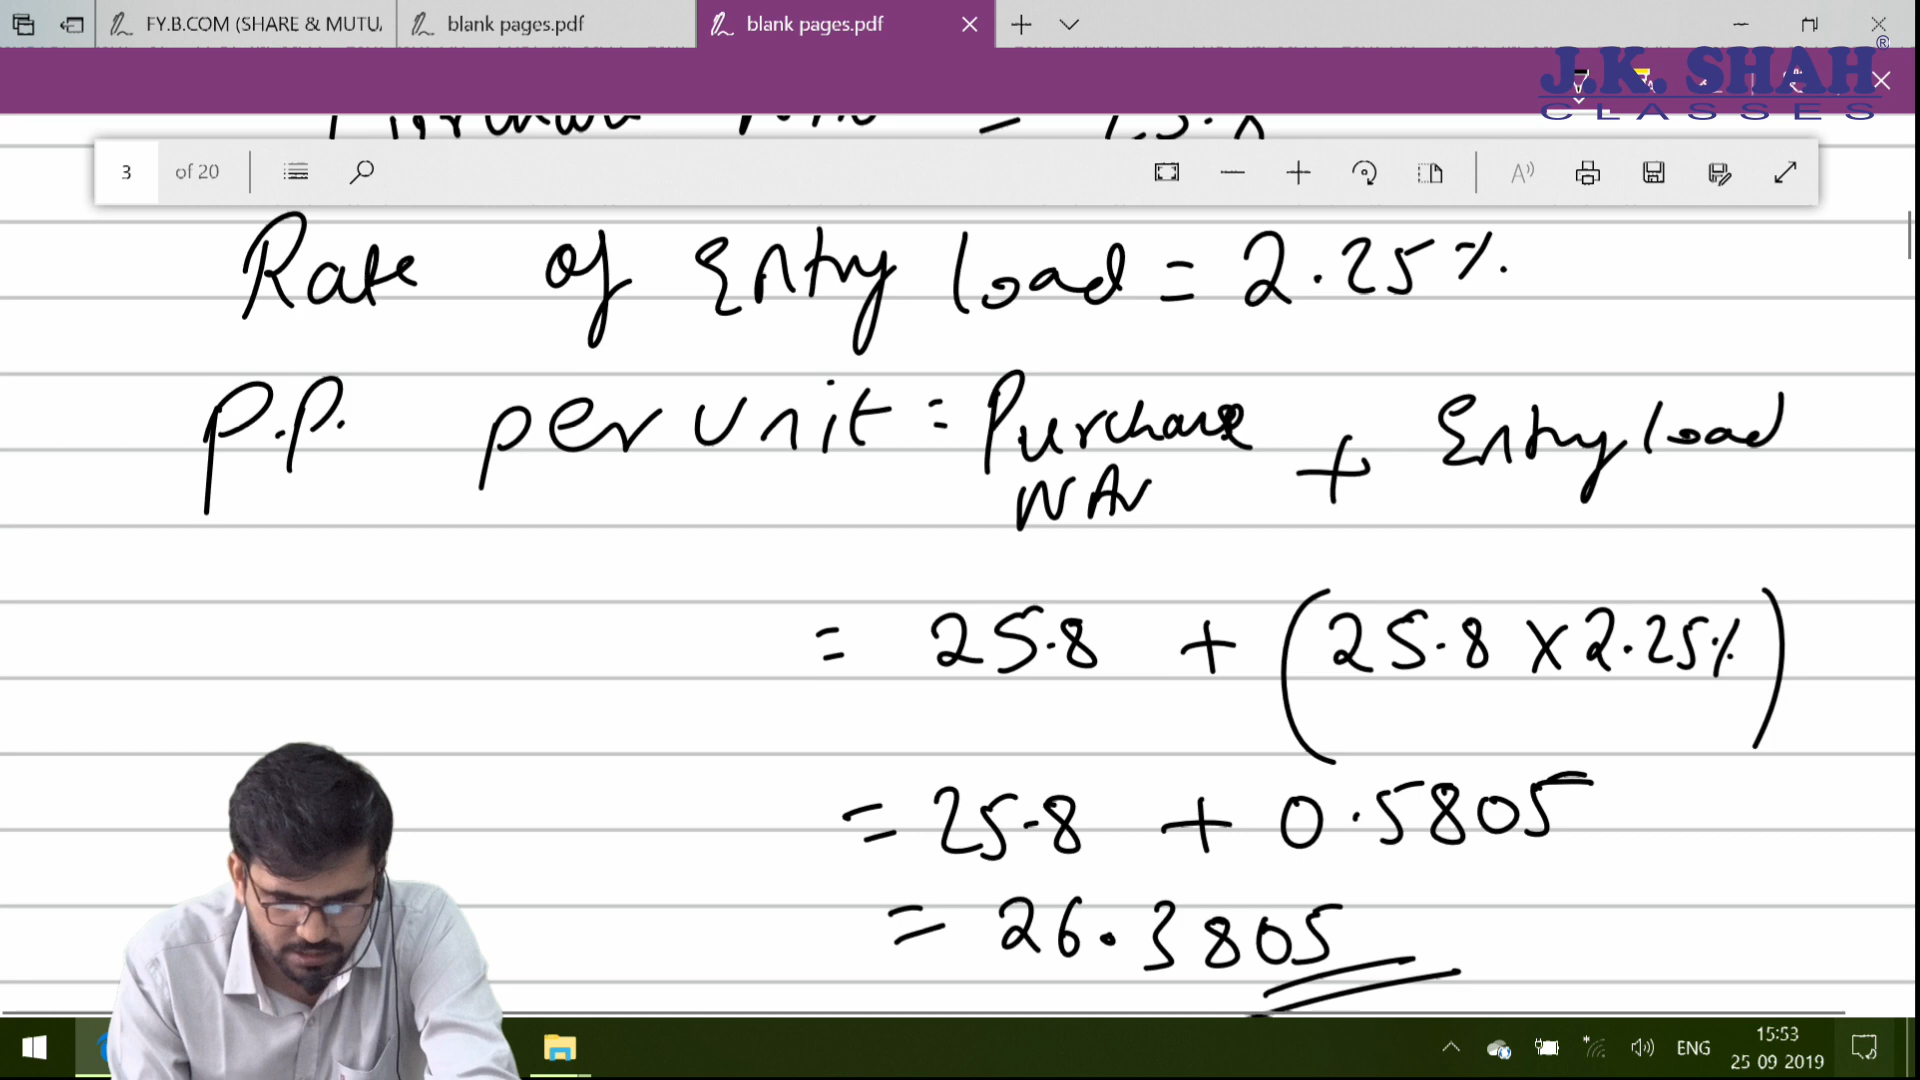 FY.B.COM (SHARE & MUTU
blank pages.pdf
blank pages.pdf
J.K. SHAH®
CLASSES
3 of 20
Rate of Entry load = 2.25%
P.P. per unit = Purchase NAV + Entry load
= 25.8 + (25.8 X 2.25%)
= 25.8 + 0.5805
= 26.3805
ENG
15:53
25 09 2019